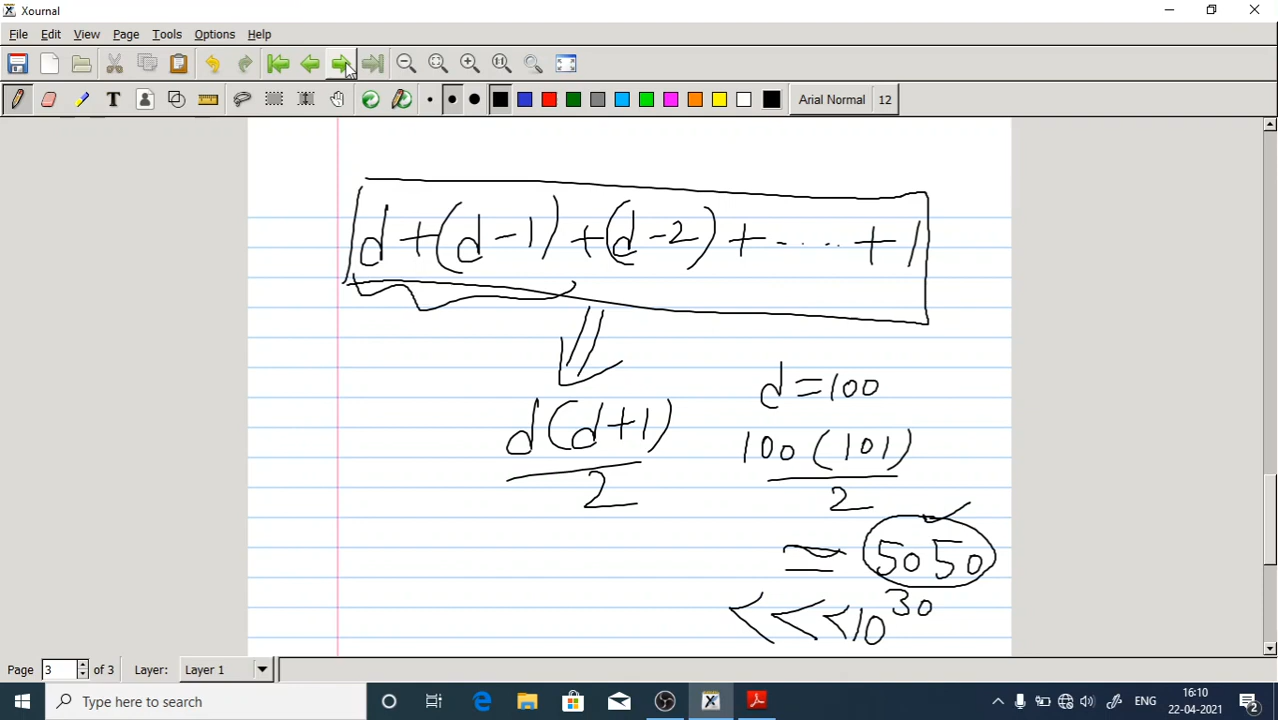 Xournal
File Edit View Page Tools Options Help
T Arial Normal 12
d+(d-1)+(d-2)+.....+1
d(d+1)
2
d=100
100(101)
2
= 5050
<<<10^30
Page 3 of 3 Layer: Layer 1
Type here to search
ENG
16:10
22-04-2021
2